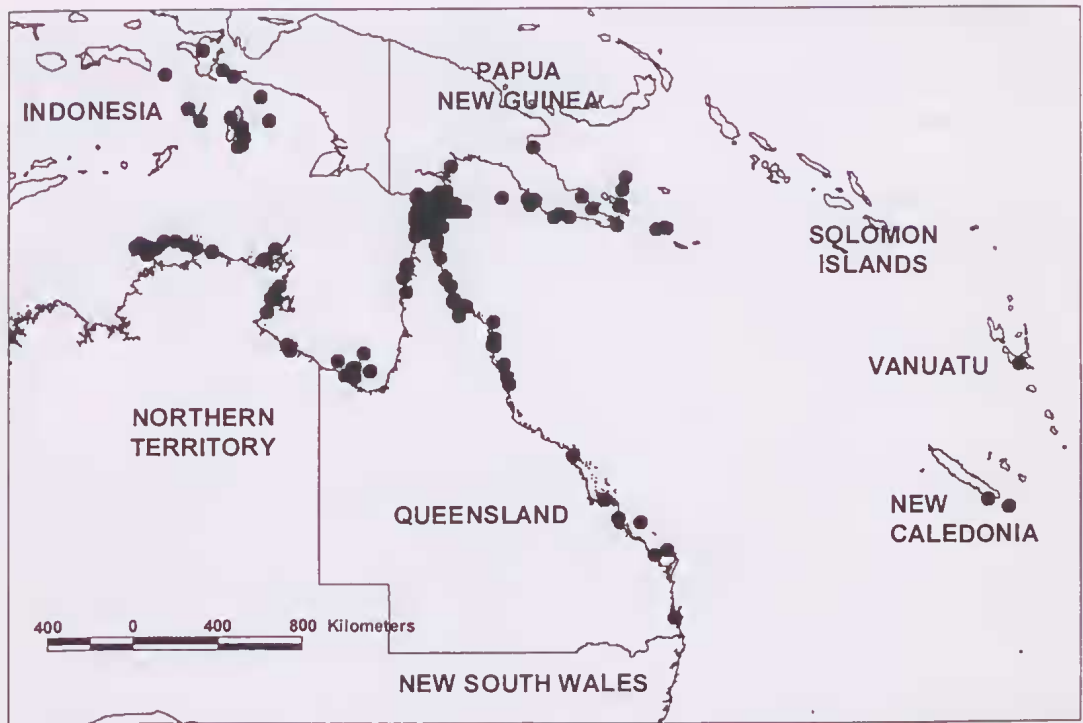 PAPUA
NEW GUINEA
INDONESIA
SOLOMON
ISLANDS
VANUATU
NORTHERN
TERRITORY
QUEENSLAND
NEW
CALEDONIA
400 0 400 800 Kilometers
NEW SOUTH WALES